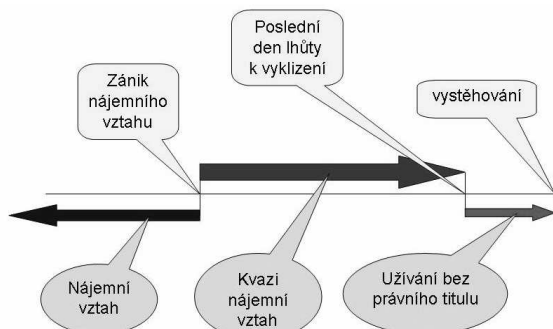 Zánik
nájemního
vztahu
Poslední
den lhůty
k vyklizení
vystěhování
Nájemní
vztah
Kvazi
nájemní
vztah
Užívání bez
právního titulu